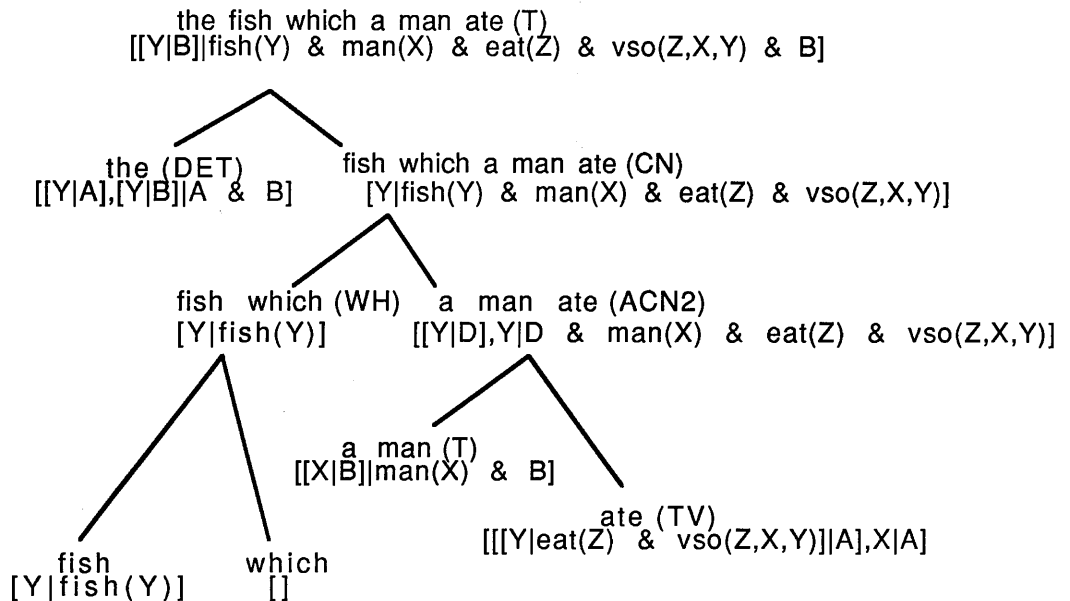 the fish which a man ate (T)
[[Y|B]|fish(Y) & man(X) & eat(Z) & vso(Z,X,Y) & B]
the (DET)
[[Y|A],[Y|B]|A & B]
fish which a man ate (CN)
[Y|fish(Y) & man(X) & eat(Z) & vso(Z,X,Y)]
fish which (WH)
[Y|fish(Y)]
a man ate (ACN2)
[[Y|D],Y|D & man(X) & eat(Z) & vso(Z,X,Y)]
a man (T)
[[X|B]|man(X) & B]
ate (TV)
[[[Y|eat(Z) & vso(Z,X,Y)]|A],X|A]
fish
[Y|fish(Y)]
which
[]